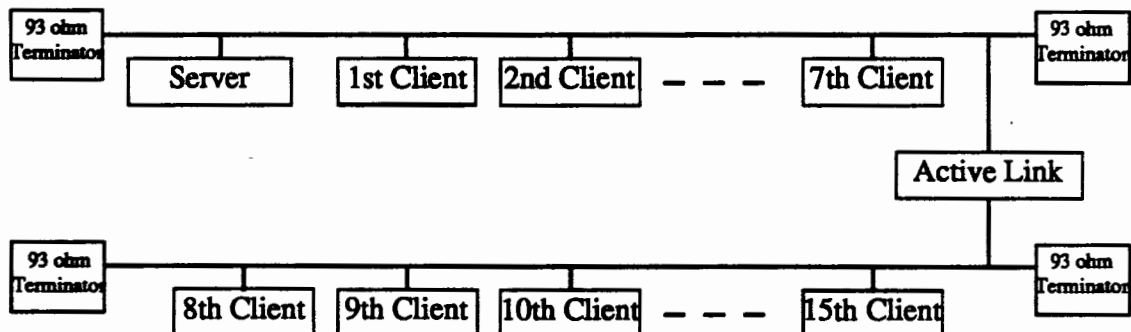 93 ohm
Terminator
93 ohm
Terminator
Server
1st Client
2nd Client
7th Client
Active Link
93 ohm
Terminator
93 ohm
Terminator
8th Client
9th Client
10th Client
15th Client